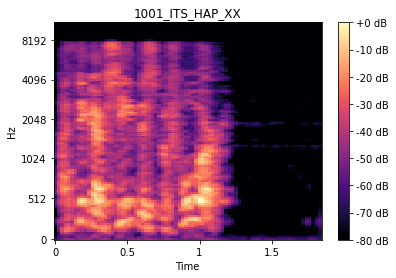 1001_ITS_HAP_XX
+0 dB
8192
-10 dB
4096
-20 dB
-30 dB
2048
-40 dB
Hz
1024
-50 dB
512
-60 dB
-70 dB
0
-80 dB
0
0.5
1
1.5
Time